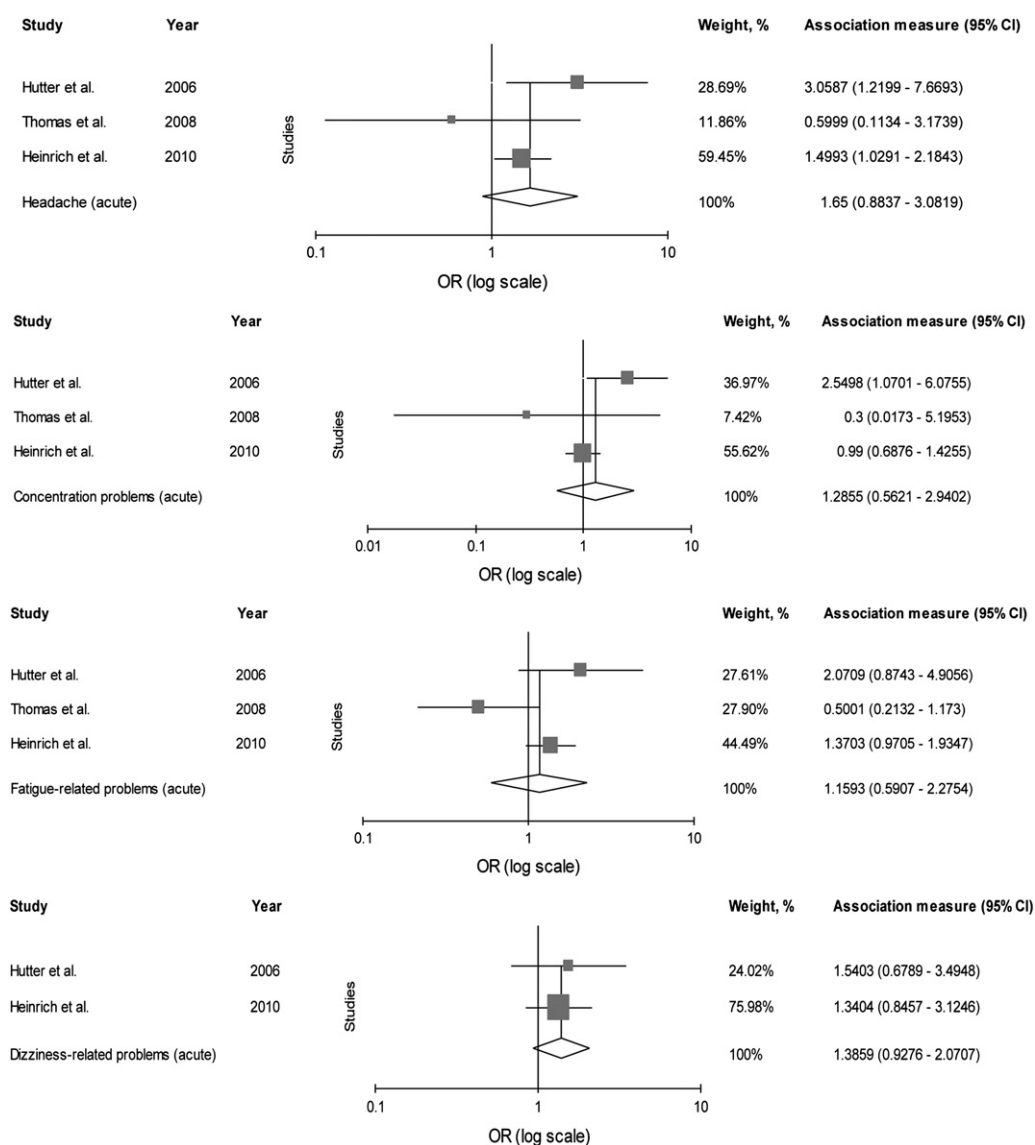 Study Year Weight, % Association measure (95% CI)
Hutter et al. 2006 28.69% 3.0587 (1.2199 - 7.6693)
Thomas et al. 2008 11.86% 0.5999 (0.1134 - 3.1739)
Heinrich et al. 2010 59.45% 1.4993 (1.0291 - 2.1843)
Studies
Headache (acute) 100% 1.65 (0.8837 - 3.0819)
0.1 1 10
OR (log scale)
Study Year Weight, % Association measure (95% CI)
Hutter et al. 2006 36.97% 2.5498 (1.0701 - 6.0755)
Thomas et al. 2008 7.42% 0.3 (0.0173 - 5.1953)
Heinrich et al. 2010 55.62% 0.99 (0.6876 - 1.4255)
Studies
Concentration problems (acute) 100% 1.2855 (0.5621 - 2.9402)
0.01 0.1 1 10
OR (log scale)
Study Year Weight, % Association measure (95% CI)
Hutter et al. 2006 27.61% 2.0709 (0.8743 - 4.9056)
Thomas et al. 2008 27.90% 0.5001 (0.2132 - 1.173)
Heinrich et al. 2010 44.49% 1.3703 (0.9705 - 1.9347)
Studies
Fatigue-related problems (acute) 100% 1.1593 (0.5907 - 2.2754)
0.1 1 10
OR (log scale)
Study Year Weight, % Association measure (95% CI)
Hutter et al. 2006 24.02% 1.5403 (0.6789 - 3.4948)
Heinrich et al. 2010 75.98% 1.3404 (0.8457 - 3.1246)
Studies
Dizziness-related problems (acute) 100% 1.3859 (0.9276 - 2.0707)
0.1 1 10
OR (log scale)